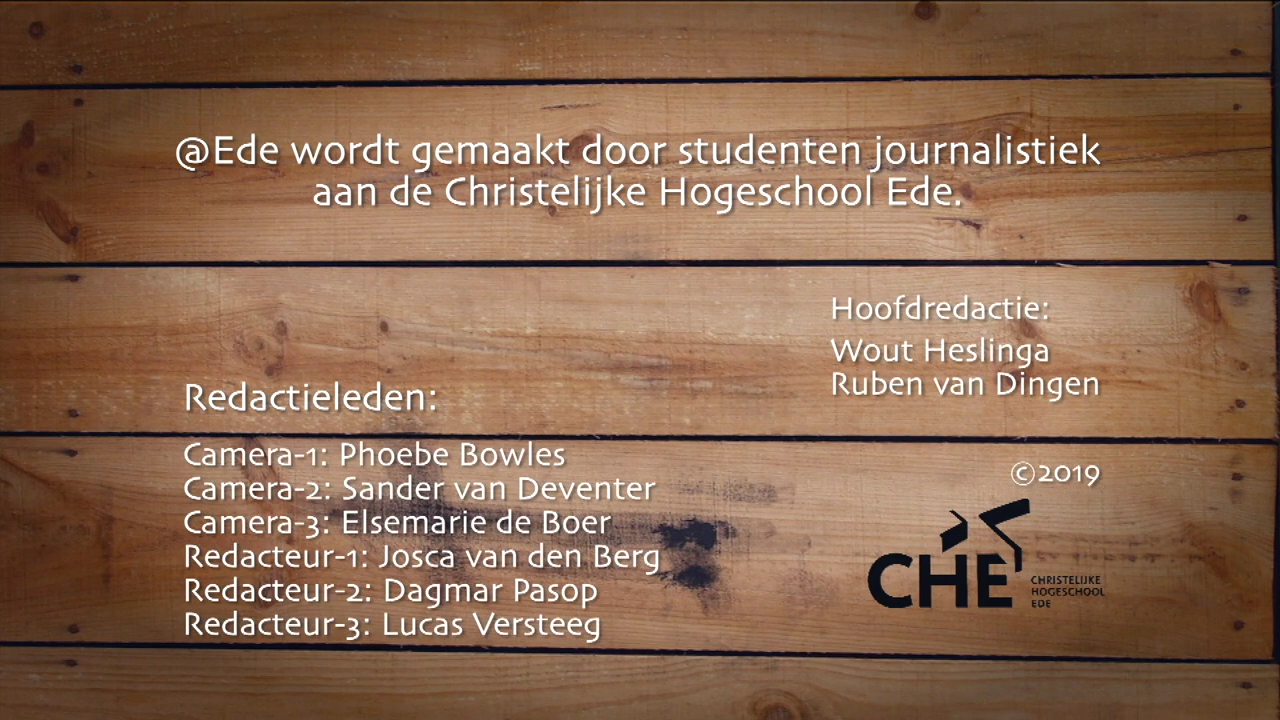 @Ede wordt gemaakt door studenten journalistiek
aan de Christelijke Hogeschool Ede.
Hoofdredactie:
Wout Heslinga
Ruben van Dingen
Redactieleden:
Camera-1: Phoebe Bowles
Camera-2: Sander van Deventer
Camera-3: Elsemarie de Boer
Redacteur-1: Josca van den Berg
Redacteur-2: Dagmar Pasop
Redacteur-3: Lucas Versteeg
©2019
CHE
CHRISTELIJKE
HOGESCHOOL
EDE